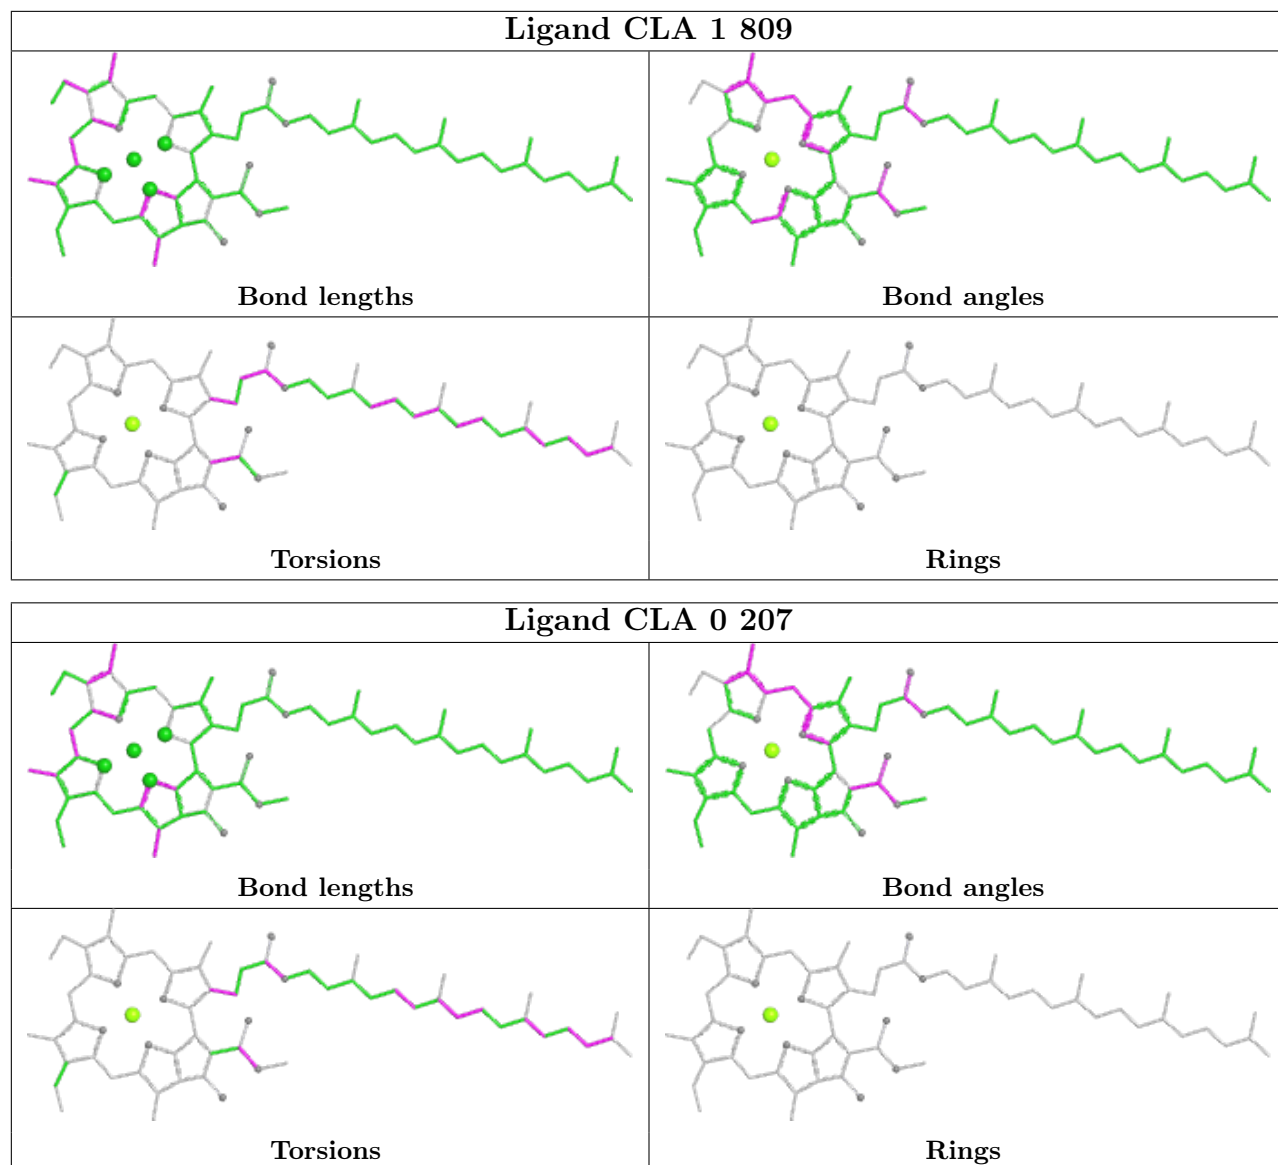 Ligand CLA 1 809
Bond lengths
Bond angles
Torsions
Rings
Ligand CLA 0 207
Bond lengths
Bond angles
Torsions
Rings